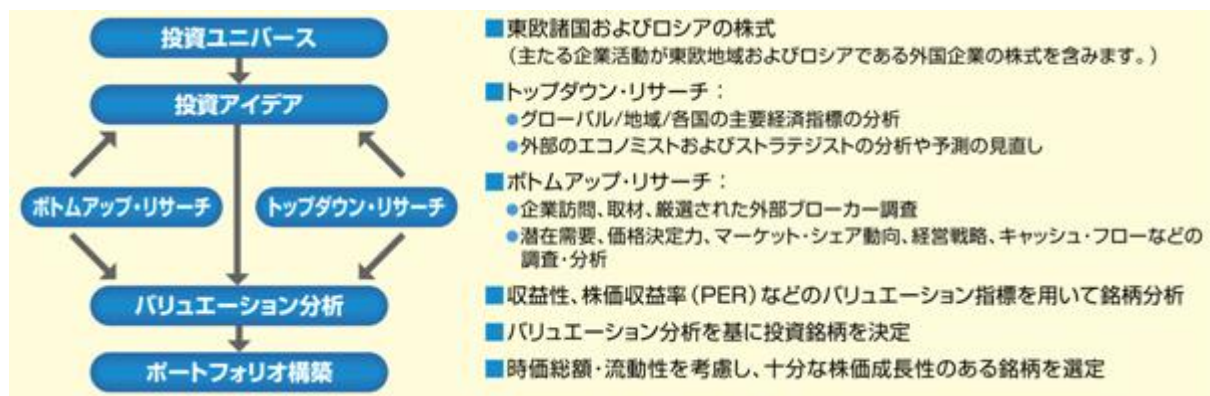 投資ユニバース
投資アイデア
ボトムアップ・リサーチ
トップダウン・リサーチ
バリュエーション分析
ポートフォリオ構築
■東欧諸国およびロシアの株式
（主たる企業活動が東欧地域およびロシアである外国企業の株式を含みます。）
■トップダウン・リサーチ：
●グローバル/地域/各国の主要経済指標の分析
●外部のエコノミストおよびストラテジストの分析や予測の見直し
■ボトムアップ・リサーチ：
●企業訪問、取材、厳選された外部ブローカー調査
●潜在需要、価格決定力、マーケット・シェア動向、経営戦略、キャッシュ・フローなどの
調査・分析
■収益性、株価収益率（PER）などのバリュエーション指標を用いて銘柄分析
■バリュエーション分析を基に投資銘柄を決定
■時価総額・流動性を考慮し、十分な株価成長性のある銘柄を選定